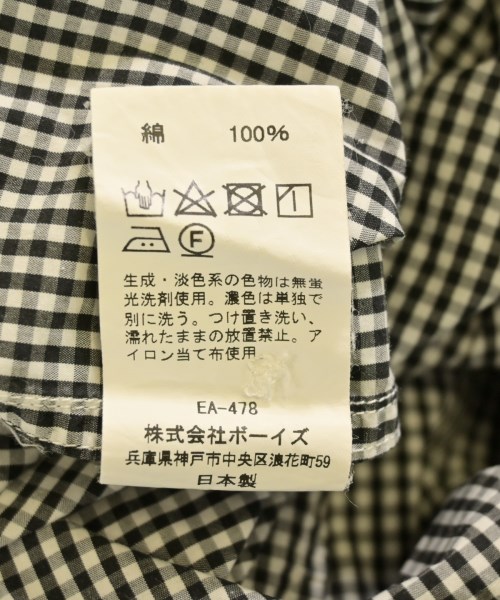 綿 100%
F
生成・淡色系の色物は無蛍
光洗剤使用。濃色は単独で
別に洗う。つけ置き洗い、
濡れたままの放置禁止。ア
イロン当て布使用
EA-478
株式会社ボーイズ
兵庫県神戸市中央区浪花町59
日本製